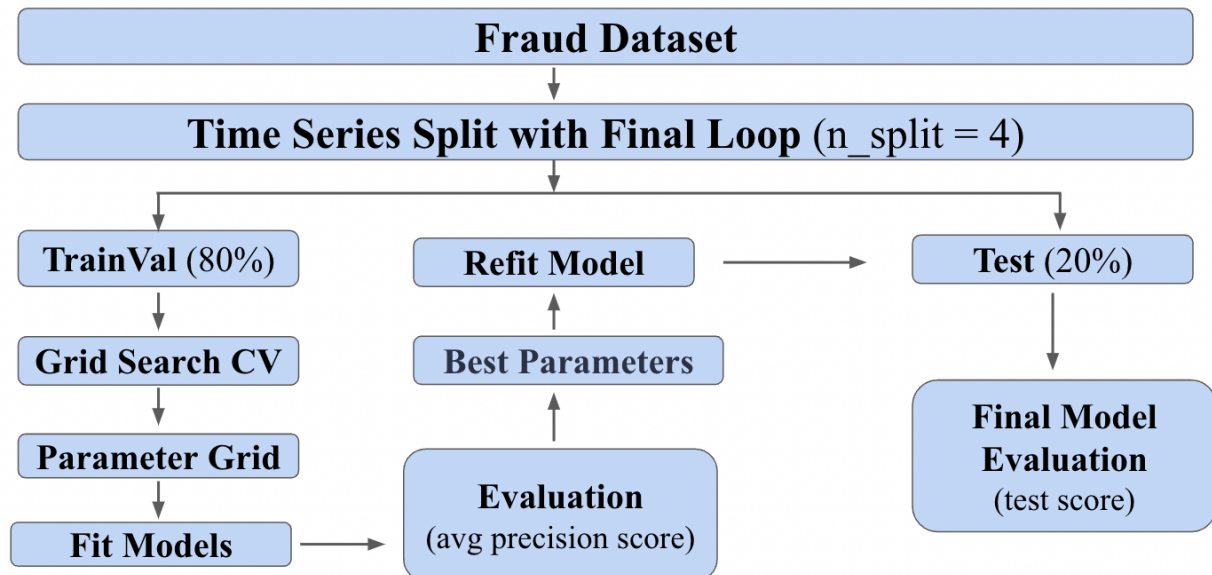 Fraud Dataset
Time Series Split with Final Loop (n_split = 4)
TrainVal (80%)
Grid Search CV
Parameter Grid
Fit Models
Evaluation
(avg precision score)
Best Parameters
Refit Model
Test (20%)
Final Model
Evaluation
(test score)